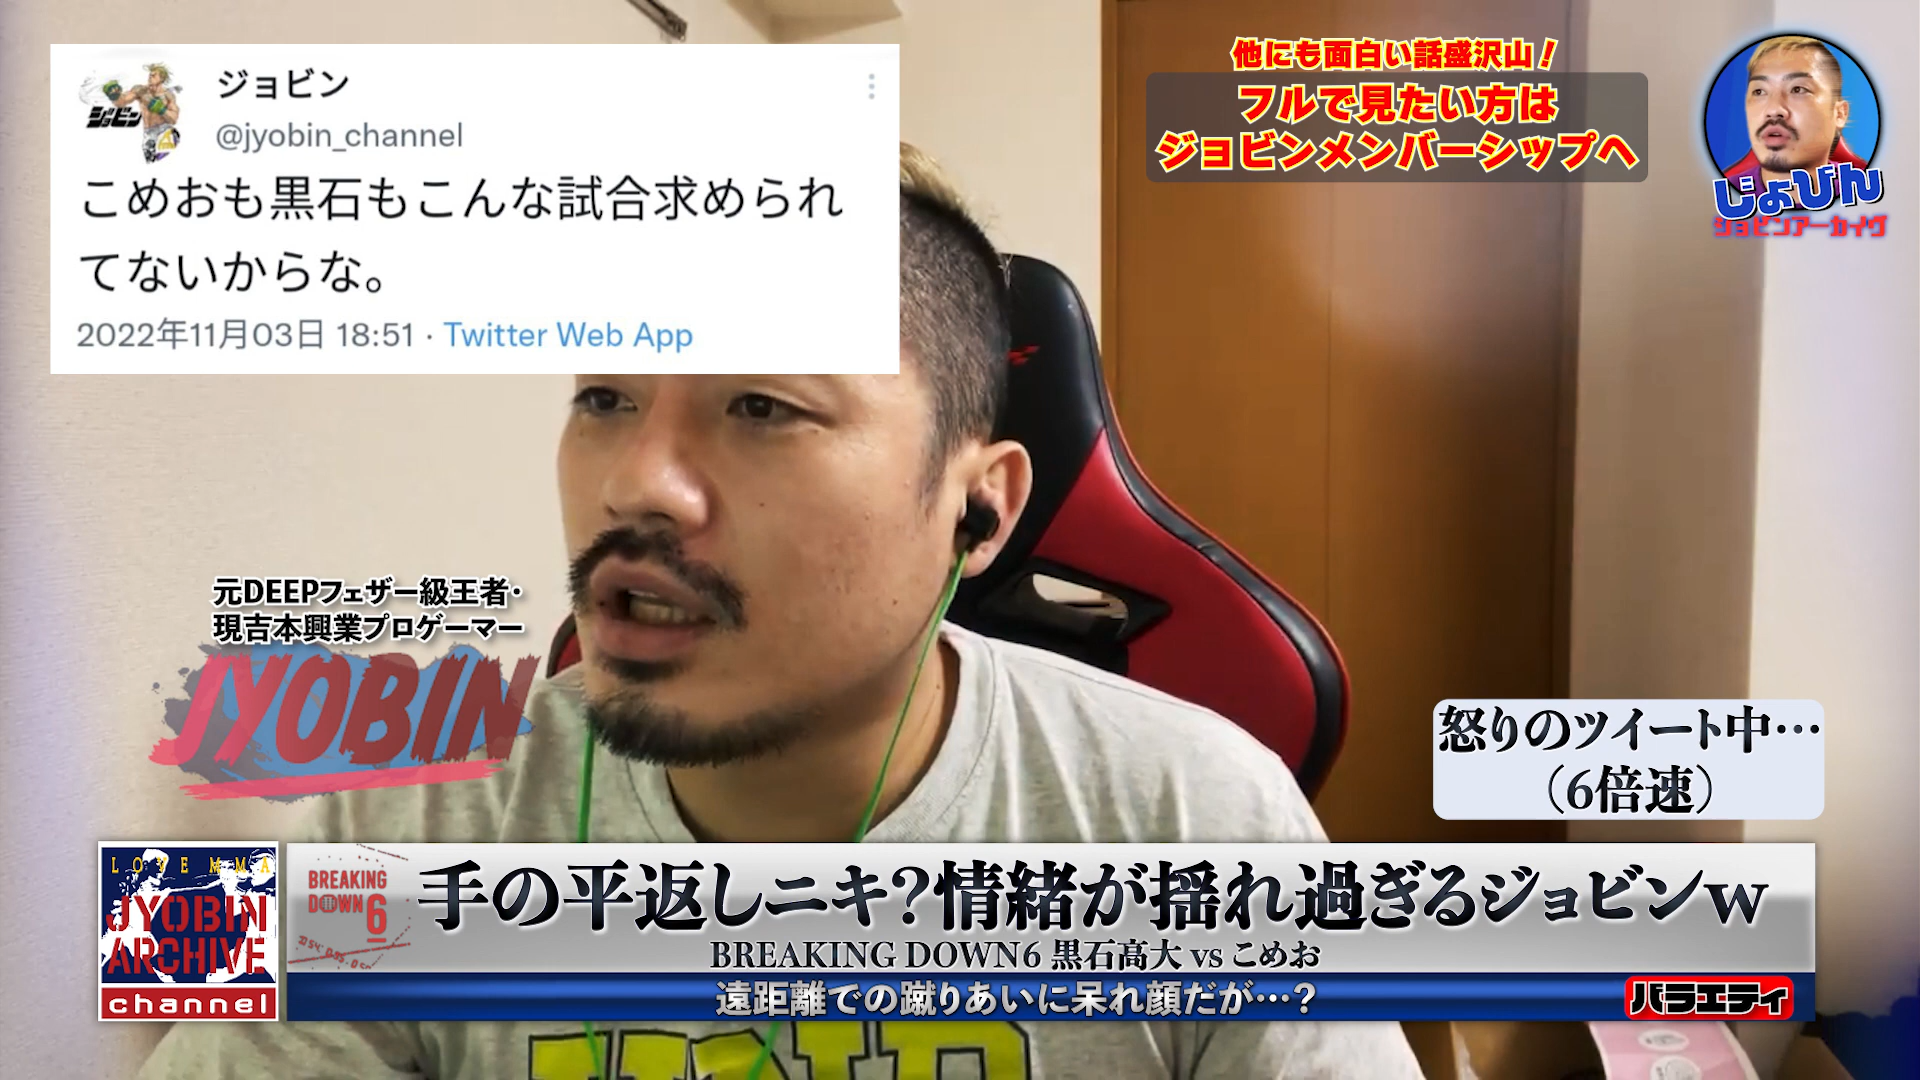 ジョビン
ジョビン
@jyobin_channel
こめおも黒石もこんな試合求められ
てないからな。
2022年11月03日 18:51 · Twitter Web App
他にも面白い話盛沢山！
フルで見たい方は
ジョビンメンバーシップへ
じょびん
ジョビンアーカイヴ
元DEEPフェザー級王者・
現吉本興業プロゲーマー
JYOBIN
怒りのツイート中…
（6倍速）
LOVE MMA
JYOBIN
ARCHIVE
channel
BREAKING
DOWN 6
手の平返しニキ？情緒が揺れ過ぎるジョビンw
BREAKING DOWN6 黒石高大 vs こめお
遠距離での蹴りあいに呆れ顔だが…？
バラエティ